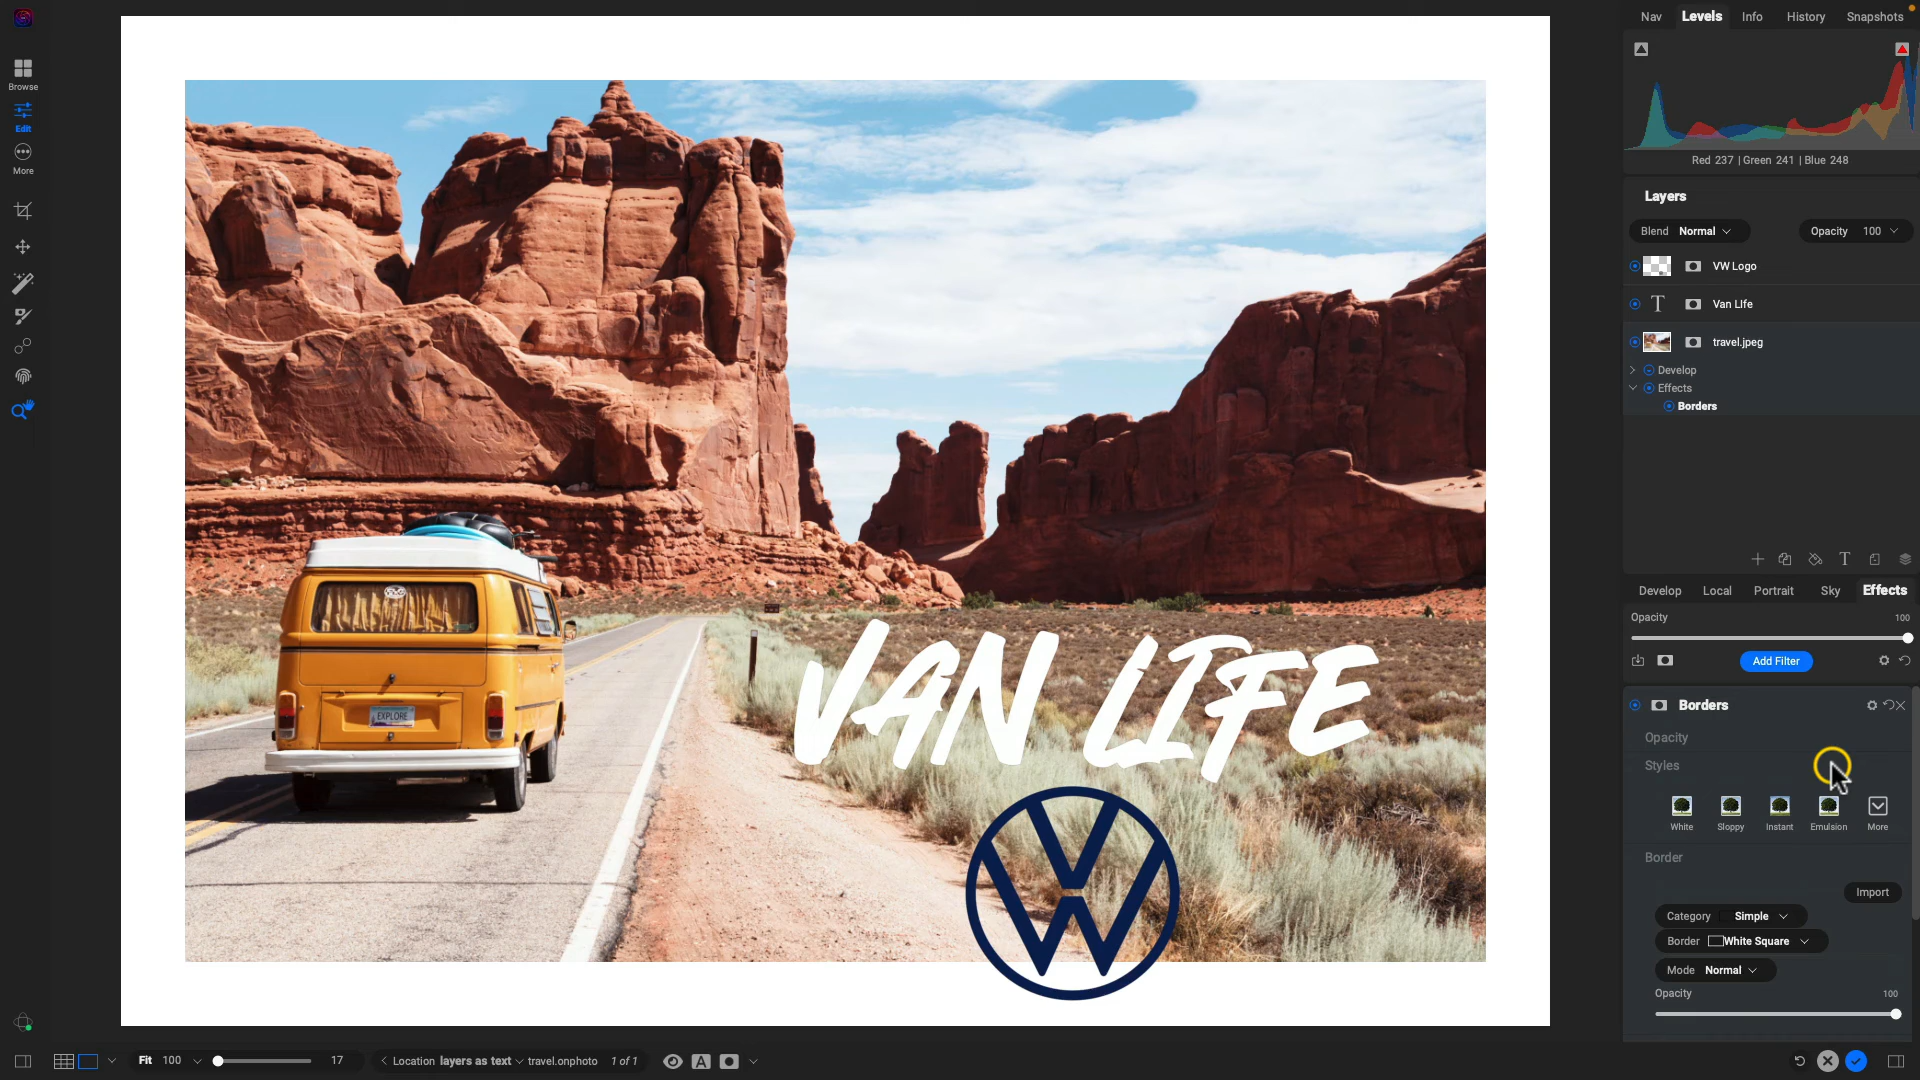 Nav Levels Info History Snapshots
Browse
Edit
More
Red 237 | Green 241 | Blue 248
Layers
Blend Normal Opacity 100
VW Logo
T Van LIfe
travel.jpeg
Develop
Effects
Borders
T
Develop Local Portrait Sky Effects
Opacity 100
Add Filter
Borders
Opacity
Styles
White Sloppy Instant Emulsion More
Border
Import
Category Simple
Border White Square
Mode Normal
Opacity 100
EXPLORE
VAN LIFE
Fit 100 17 Location layers as text travel.onphoto 1 of 1 A